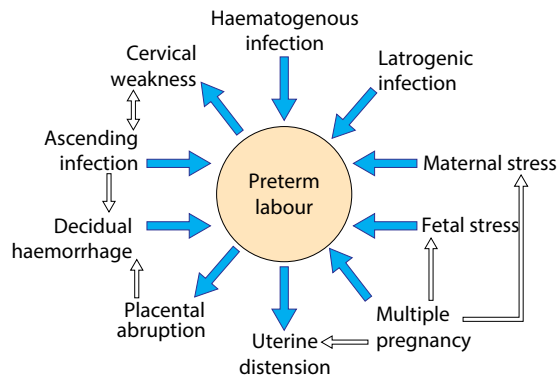 Haematogenous
infection
Cervical
weakness
Latrogenic
infection
Ascending
infection
Maternal stress
Preterm
labour
Decidual
haemorrhage
Fetal stress
Placental
abruption
Multiple
pregnancy
Uterine
distension